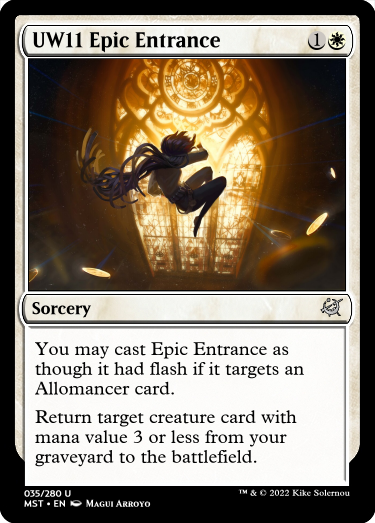 UW11 Epic Entrance 1
Sorcery
You may cast Epic Entrance as
though it had flash if it targets an
Allomancer card.
Return target creature card with
mana value 3 or less from your
graveyard to the battlefield.
035/280 U
MST • EN Magui Arroyo
™ & © 2022 Kike Solernou